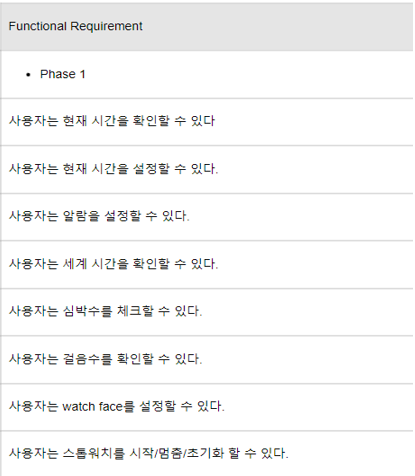 Functional Requirement
• Phase 1
사용자는 현재 시간을 확인할 수 있다
사용자는 현재 시간을 설정할 수 있다.
사용자는 알람을 설정할 수 있다.
사용자는 세계 시간을 확인할 수 있다.
사용자는 심박수를 체크할 수 있다.
사용자는 걸음수를 확인할 수 있다.
사용자는 watch face를 설정할 수 있다.
사용자는 스톱워치를 시작/멈춤/초기화 할 수 있다.